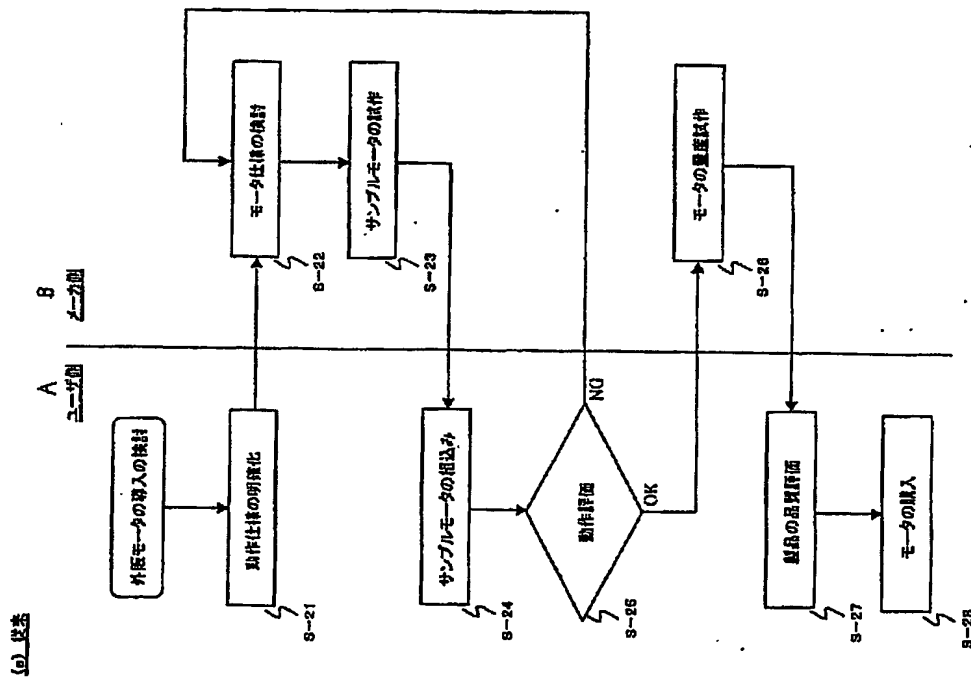 (a) 従来
A
ユーザ側
B
メーカ側
外販モータの導入の検討
動作仕様の明確化
S-21
モータ仕様の検討
S-22
サンプルモータの試作
S-23
サンプルモータの組込み
S-24
動作評価
S-25
NG
OK
モータの量産試作
S-26
製品の品質評価
S-27
モータの購入
S-28